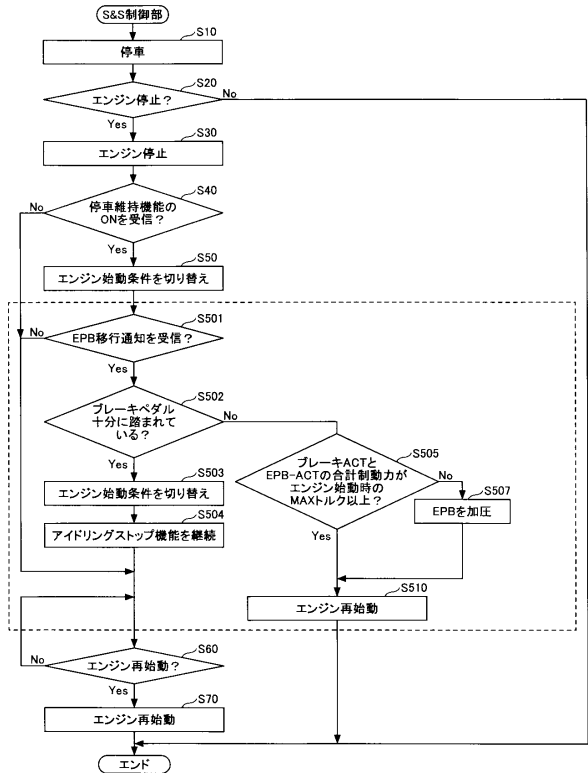 S&S制御部
S10
停車
S20
エンジン停止?
No
Yes
S30
エンジン停止
S40
停車維持機能の
ONを受信?
No
Yes
S50
エンジン始動条件を切り替え
S501
EPB移行通知を受信?
No
Yes
S502
ブレーキペダル
十分に踏まれて
いる?
No
Yes
S503
エンジン始動条件を切り替え
S504
アイドリングストップ機能を継続
S505
ブレーキACTと
EPB-ACTの合計制動力が
エンジン始動時の
MAXトルク以上?
No
Yes
S507
EPBを加圧
S510
エンジン再始動
S60
エンジン再始動?
No
Yes
S70
エンジン再始動
エンド